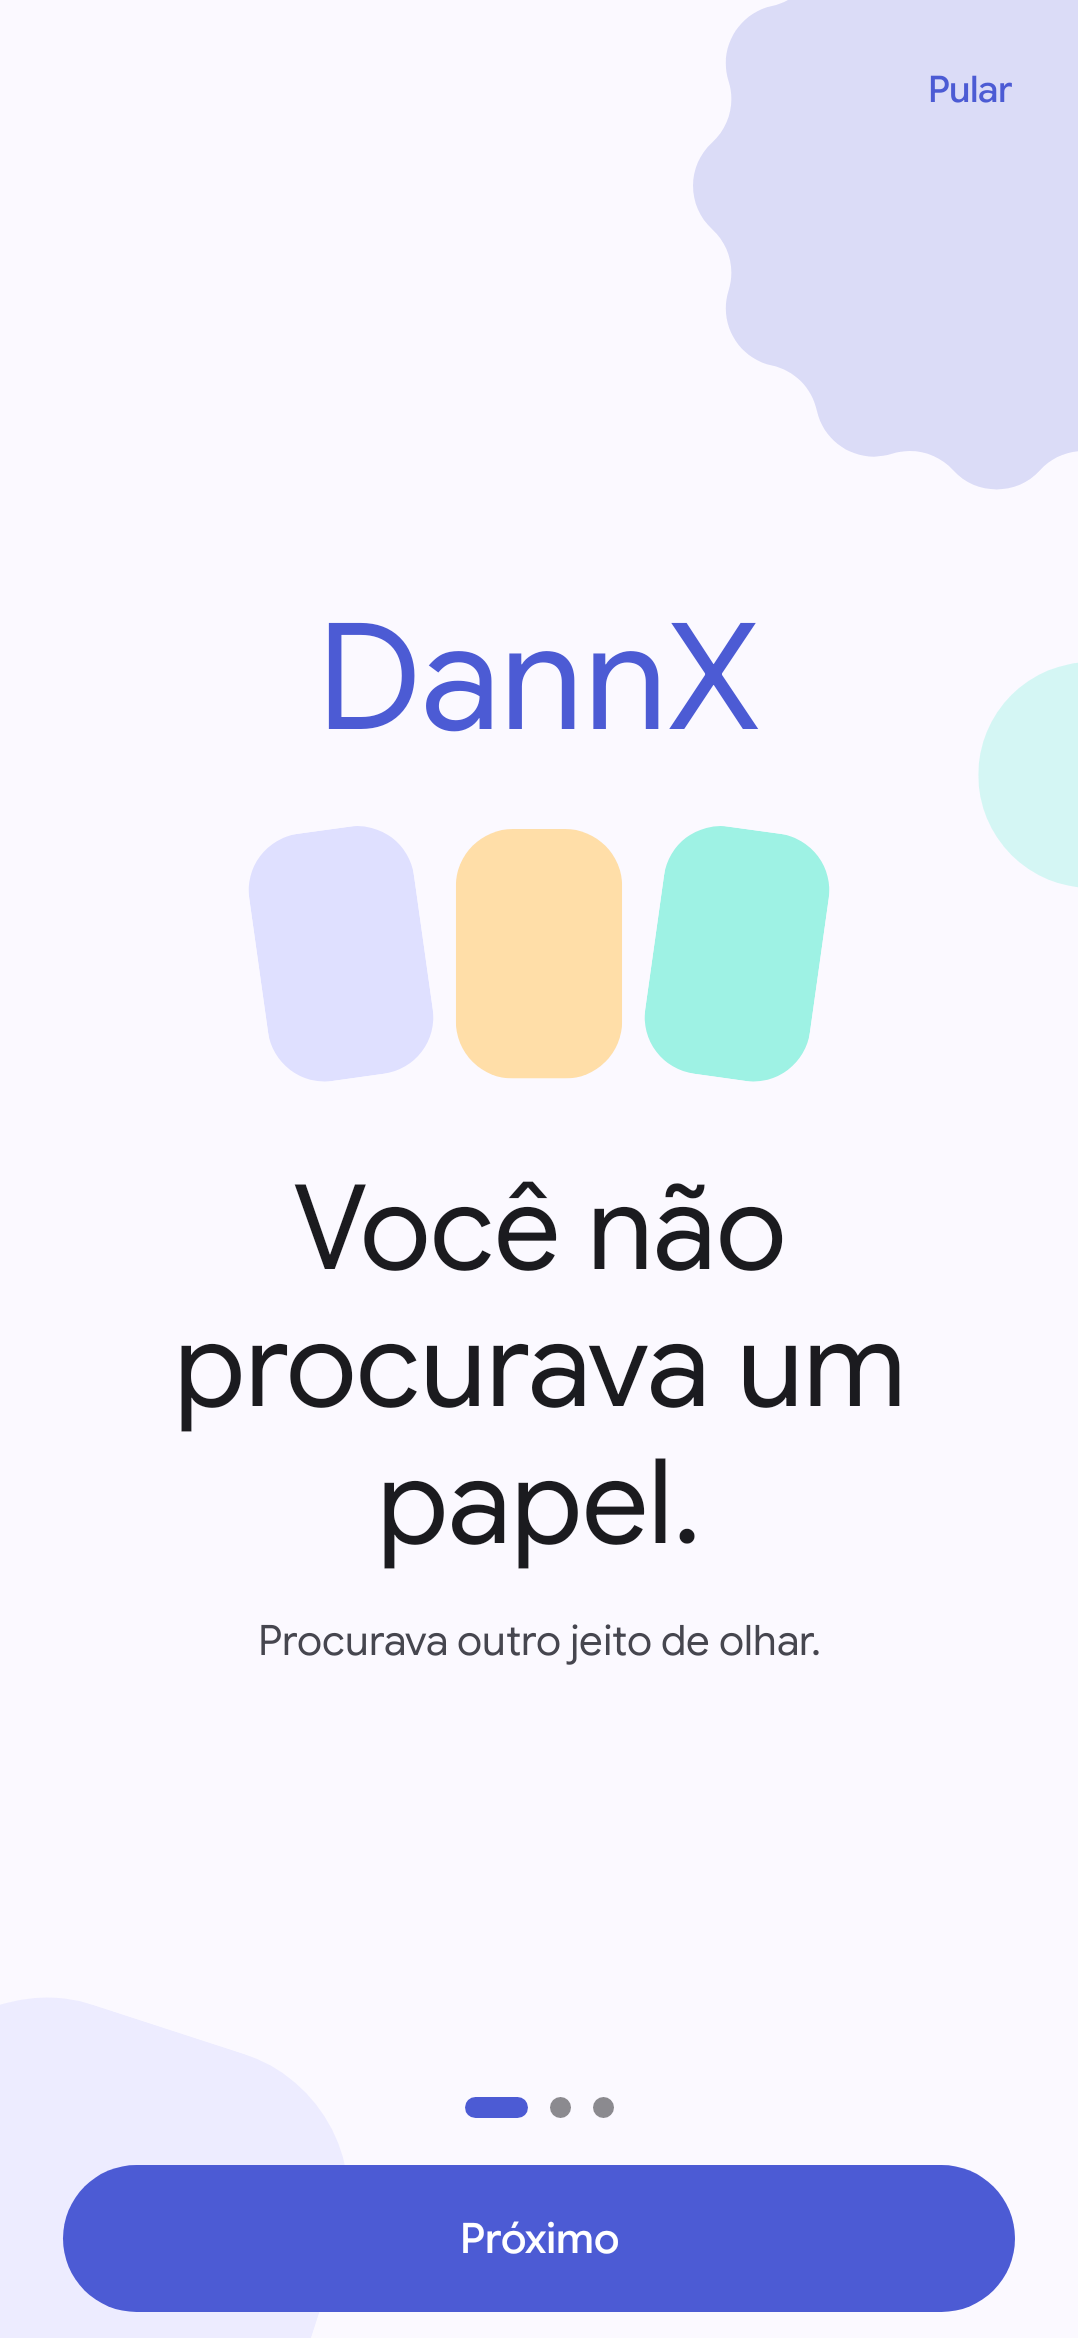 Pular
DannX
Você não
procurava um
papel.
Procurava outro jeito de olhar.
Próximo